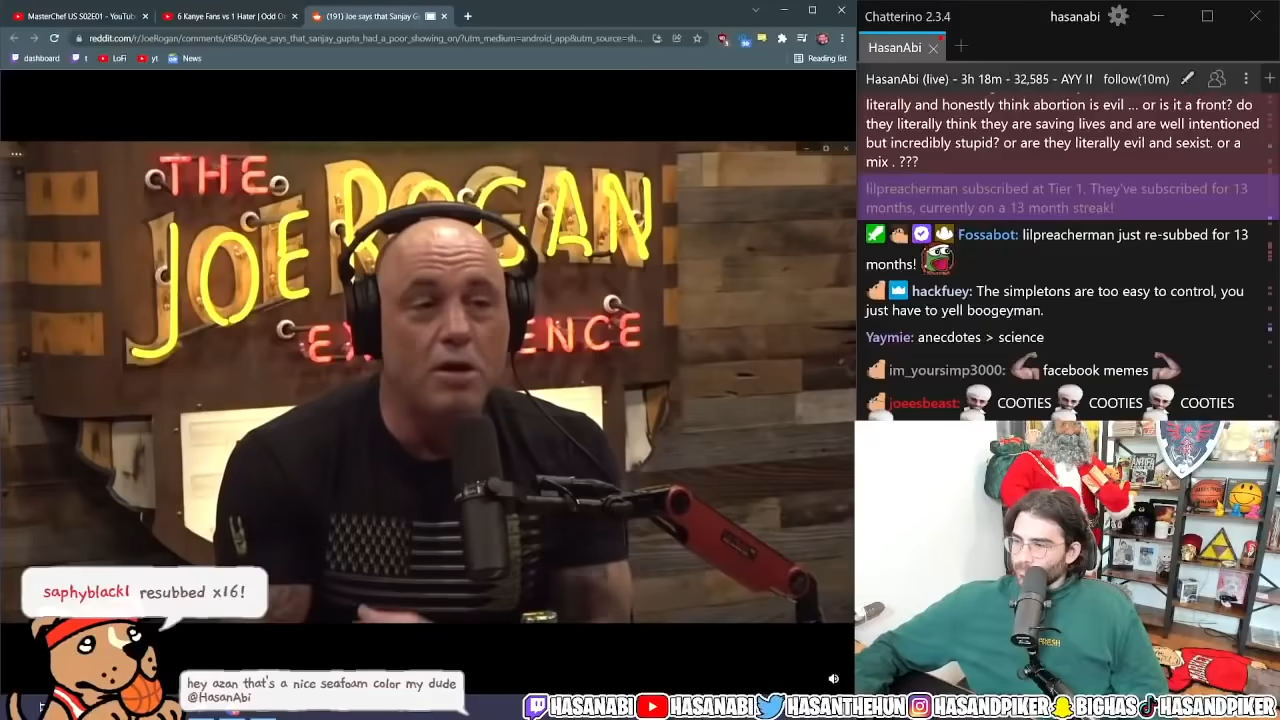 MasterChef US S02E01 - YouTub
6 Kanye Fans vs 1 Hater | Odd O
(191) Joe says that Sanjay G
reddit.com/r/JoeRogan/comments/r6850z/joe_says_that_sanjay_gupta_had_a_poor_showing_on/?utm_medium=android_app&utm_source=sh...
dashboard
t
LoFi
yt
News
Reading list
THE
JOE ROGAN
EX
ENCE
saphyblack1 resubbed x16!
hey azan that's a nice seafoam color my dude
@HasanAbi
Chatterino 2.3.4
hasanabi
HasanAbi
HasanAbi (live) - 3h 18m - 32,585 - AYY II
follow(10m)
literally and honestly think abortion is evil ... or is it a front? do
they literally think they are saving lives and are well intentioned
but incredibly stupid? or are they literally evil and sexist. or a
mix . ???
lilpreacherman subscribed at Tier 1. They've subscribed for 13
months, currently on a 13 month streak!
Fossabot: lilpreacherman just re-subbed for 13
months!
hackfuey: The simpletons are too easy to control, you
just have to yell boogeyman.
Yaymie: anecdotes > science
im_yoursimp3000: facebook memes
joeesbeast: COOTIES COOTIES COOTIES
ANTIFA
FRESH
HASANABI
HASANABI
HASANTHEHUN
HASANDPIKER
BIGHAS
HASANDPIKER